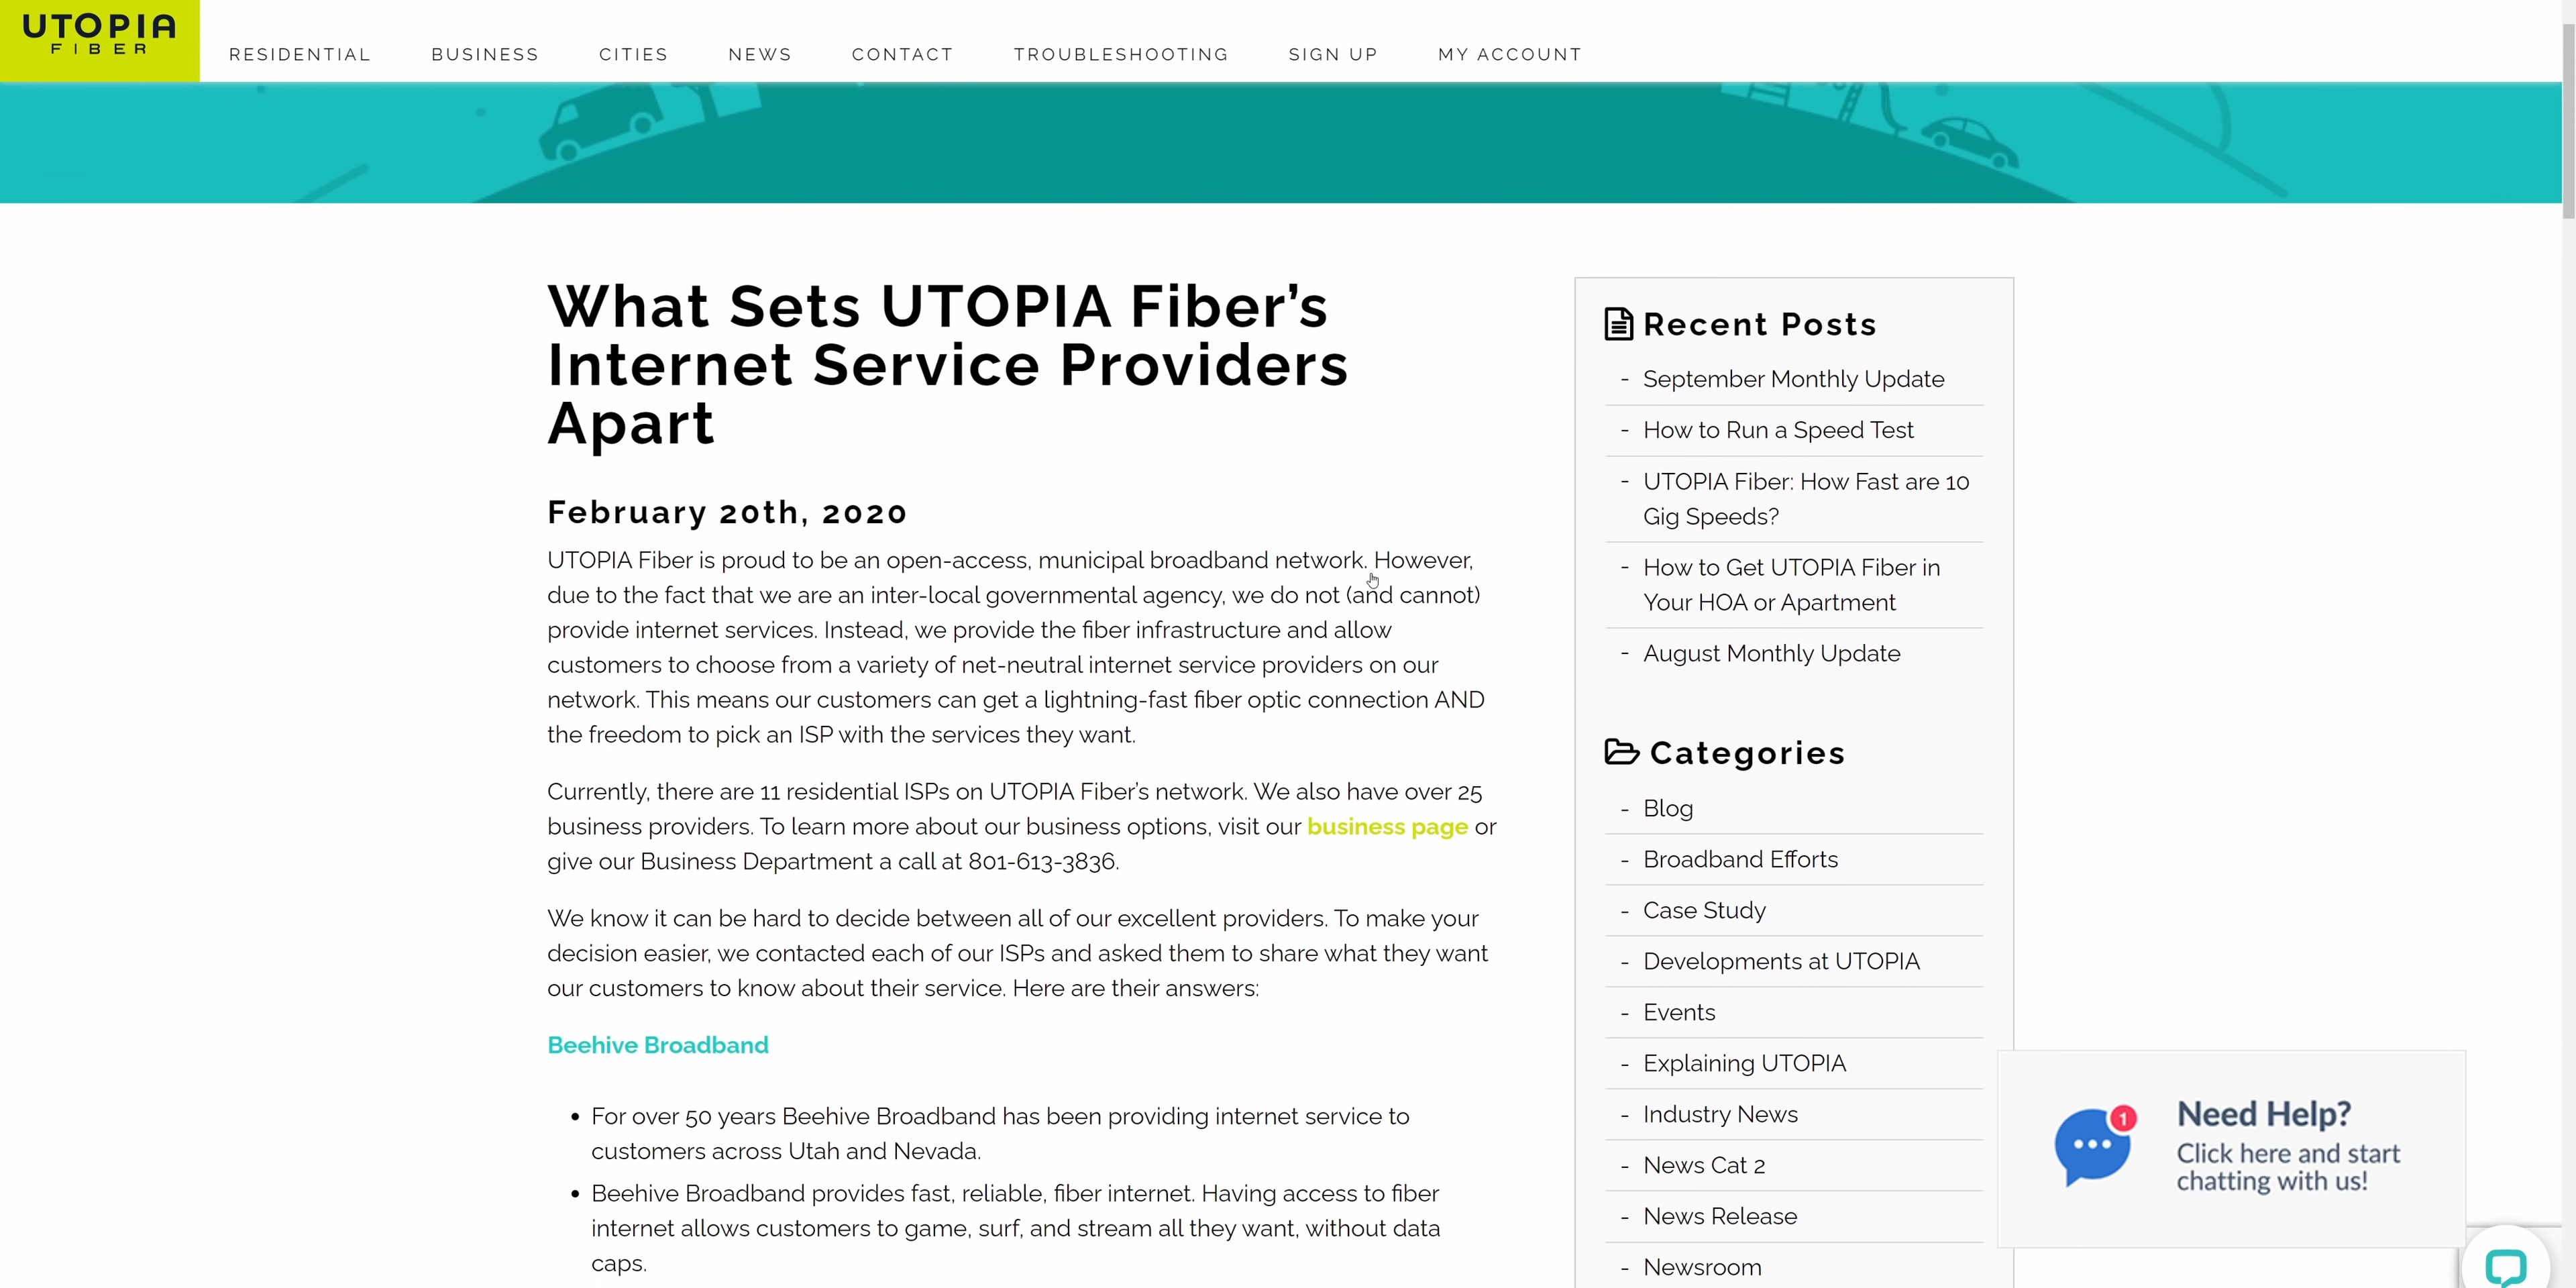 UTOPIA
FIBER
RESIDENTIAL
BUSINESS
CITIES
NEWS
CONTACT
TROUBLESHOOTING
SIGN UP
MY ACCOUNT
What Sets UTOPIA Fiber’s
Internet Service Providers
Apart
February 20th, 2020
UTOPIA Fiber is proud to be an open-access, municipal broadband network. However,
due to the fact that we are an inter-local governmental agency, we do not (and cannot)
provide internet services. Instead, we provide the fiber infrastructure and allow
customers to choose from a variety of net-neutral internet service providers on our
network. This means our customers can get a lightning-fast fiber optic connection AND
the freedom to pick an ISP with the services they want.
Currently, there are 11 residential ISPs on UTOPIA Fiber’s network. We also have over 25
business providers. To learn more about our business options, visit our business page or
give our Business Department a call at 801-613-3836.
We know it can be hard to decide between all of our excellent providers. To make your
decision easier, we contacted each of our ISPs and asked them to share what they want
our customers to know about their service. Here are their answers:
Beehive Broadband
• For over 50 years Beehive Broadband has been providing internet service to
customers across Utah and Nevada.
• Beehive Broadband provides fast, reliable, fiber internet. Having access to fiber
internet allows customers to game, surf, and stream all they want, without data
caps.
Recent Posts
- September Monthly Update
- How to Run a Speed Test
- UTOPIA Fiber: How Fast are 10
Gig Speeds?
- How to Get UTOPIA Fiber in
Your HOA or Apartment
- August Monthly Update
Categories
- Blog
- Broadband Efforts
- Case Study
- Developments at UTOPIA
- Events
- Explaining UTOPIA
- Industry News
- News Cat 2
- News Release
- Newsroom
1
Need Help?
Click here and start
chatting with us!